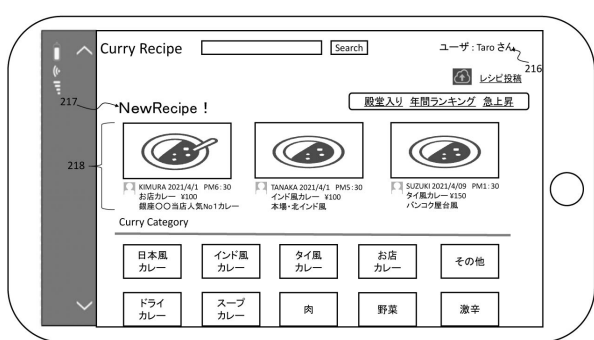 Curry Recipe
Search
ユーザ : Taro さん
216
レシピ投稿
殿堂入り 年間ランキング 急上昇
217
NewRecipe！
218
KIMURA 2021/4/1 PM6:30
お店カレー ¥100
銀座〇〇当店人気No1カレー
TANAKA 2021/4/1 PM5:30
インド風カレー ¥100
本場・北インド風
SUZUKI 2021/4/09 PM1:30
タイ風カレー ¥150
バンコク屋台風
Curry Category
日本風
カレー
インド風
カレー
タイ風
カレー
お店
カレー
その他
ドライ
カレー
スープ
カレー
肉
野菜
激辛